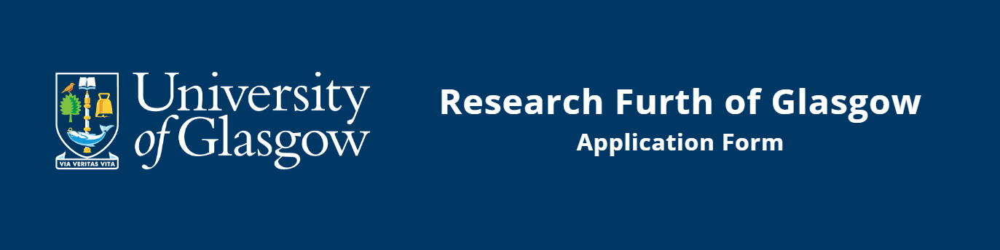 University
of Glasgow
VIA VERITAS VITA
Research Furth of Glasgow
Application Form